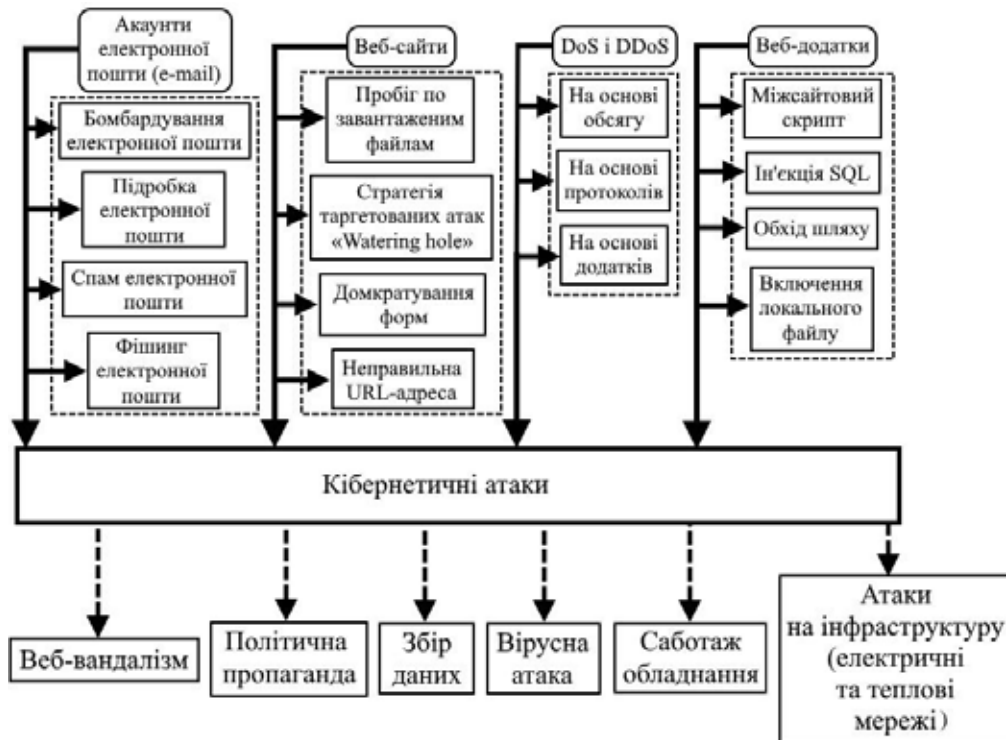 Акаунти
електронної
пошти (e-mail)
Бомбардування
електронної пошти
Підробка
електронної
пошти
Спам електронної
пошти
Фішинг
електронної
пошти
Веб-сайти
Пробіг по
завантаженим
файлам
Стратегія
таргетованих атак
«Watering hole»
Домкратування
форм
Неправильна
URL-адреса
DoS і DDoS
На основі
обсягу
На основі
протоколів
На основі
додатків
Веб-додатки
Міжсайтовий
скрипт
Ін'єкція SQL
Обхід шляху
Включення
локального
файлу
Кібернетичні атаки
Веб-вандалізм
Політична
пропаганда
Збір
даних
Вірусна
атака
Саботаж
обладнання
Атаки
на інфраструктуру
(електричні
та теплові
мережі)